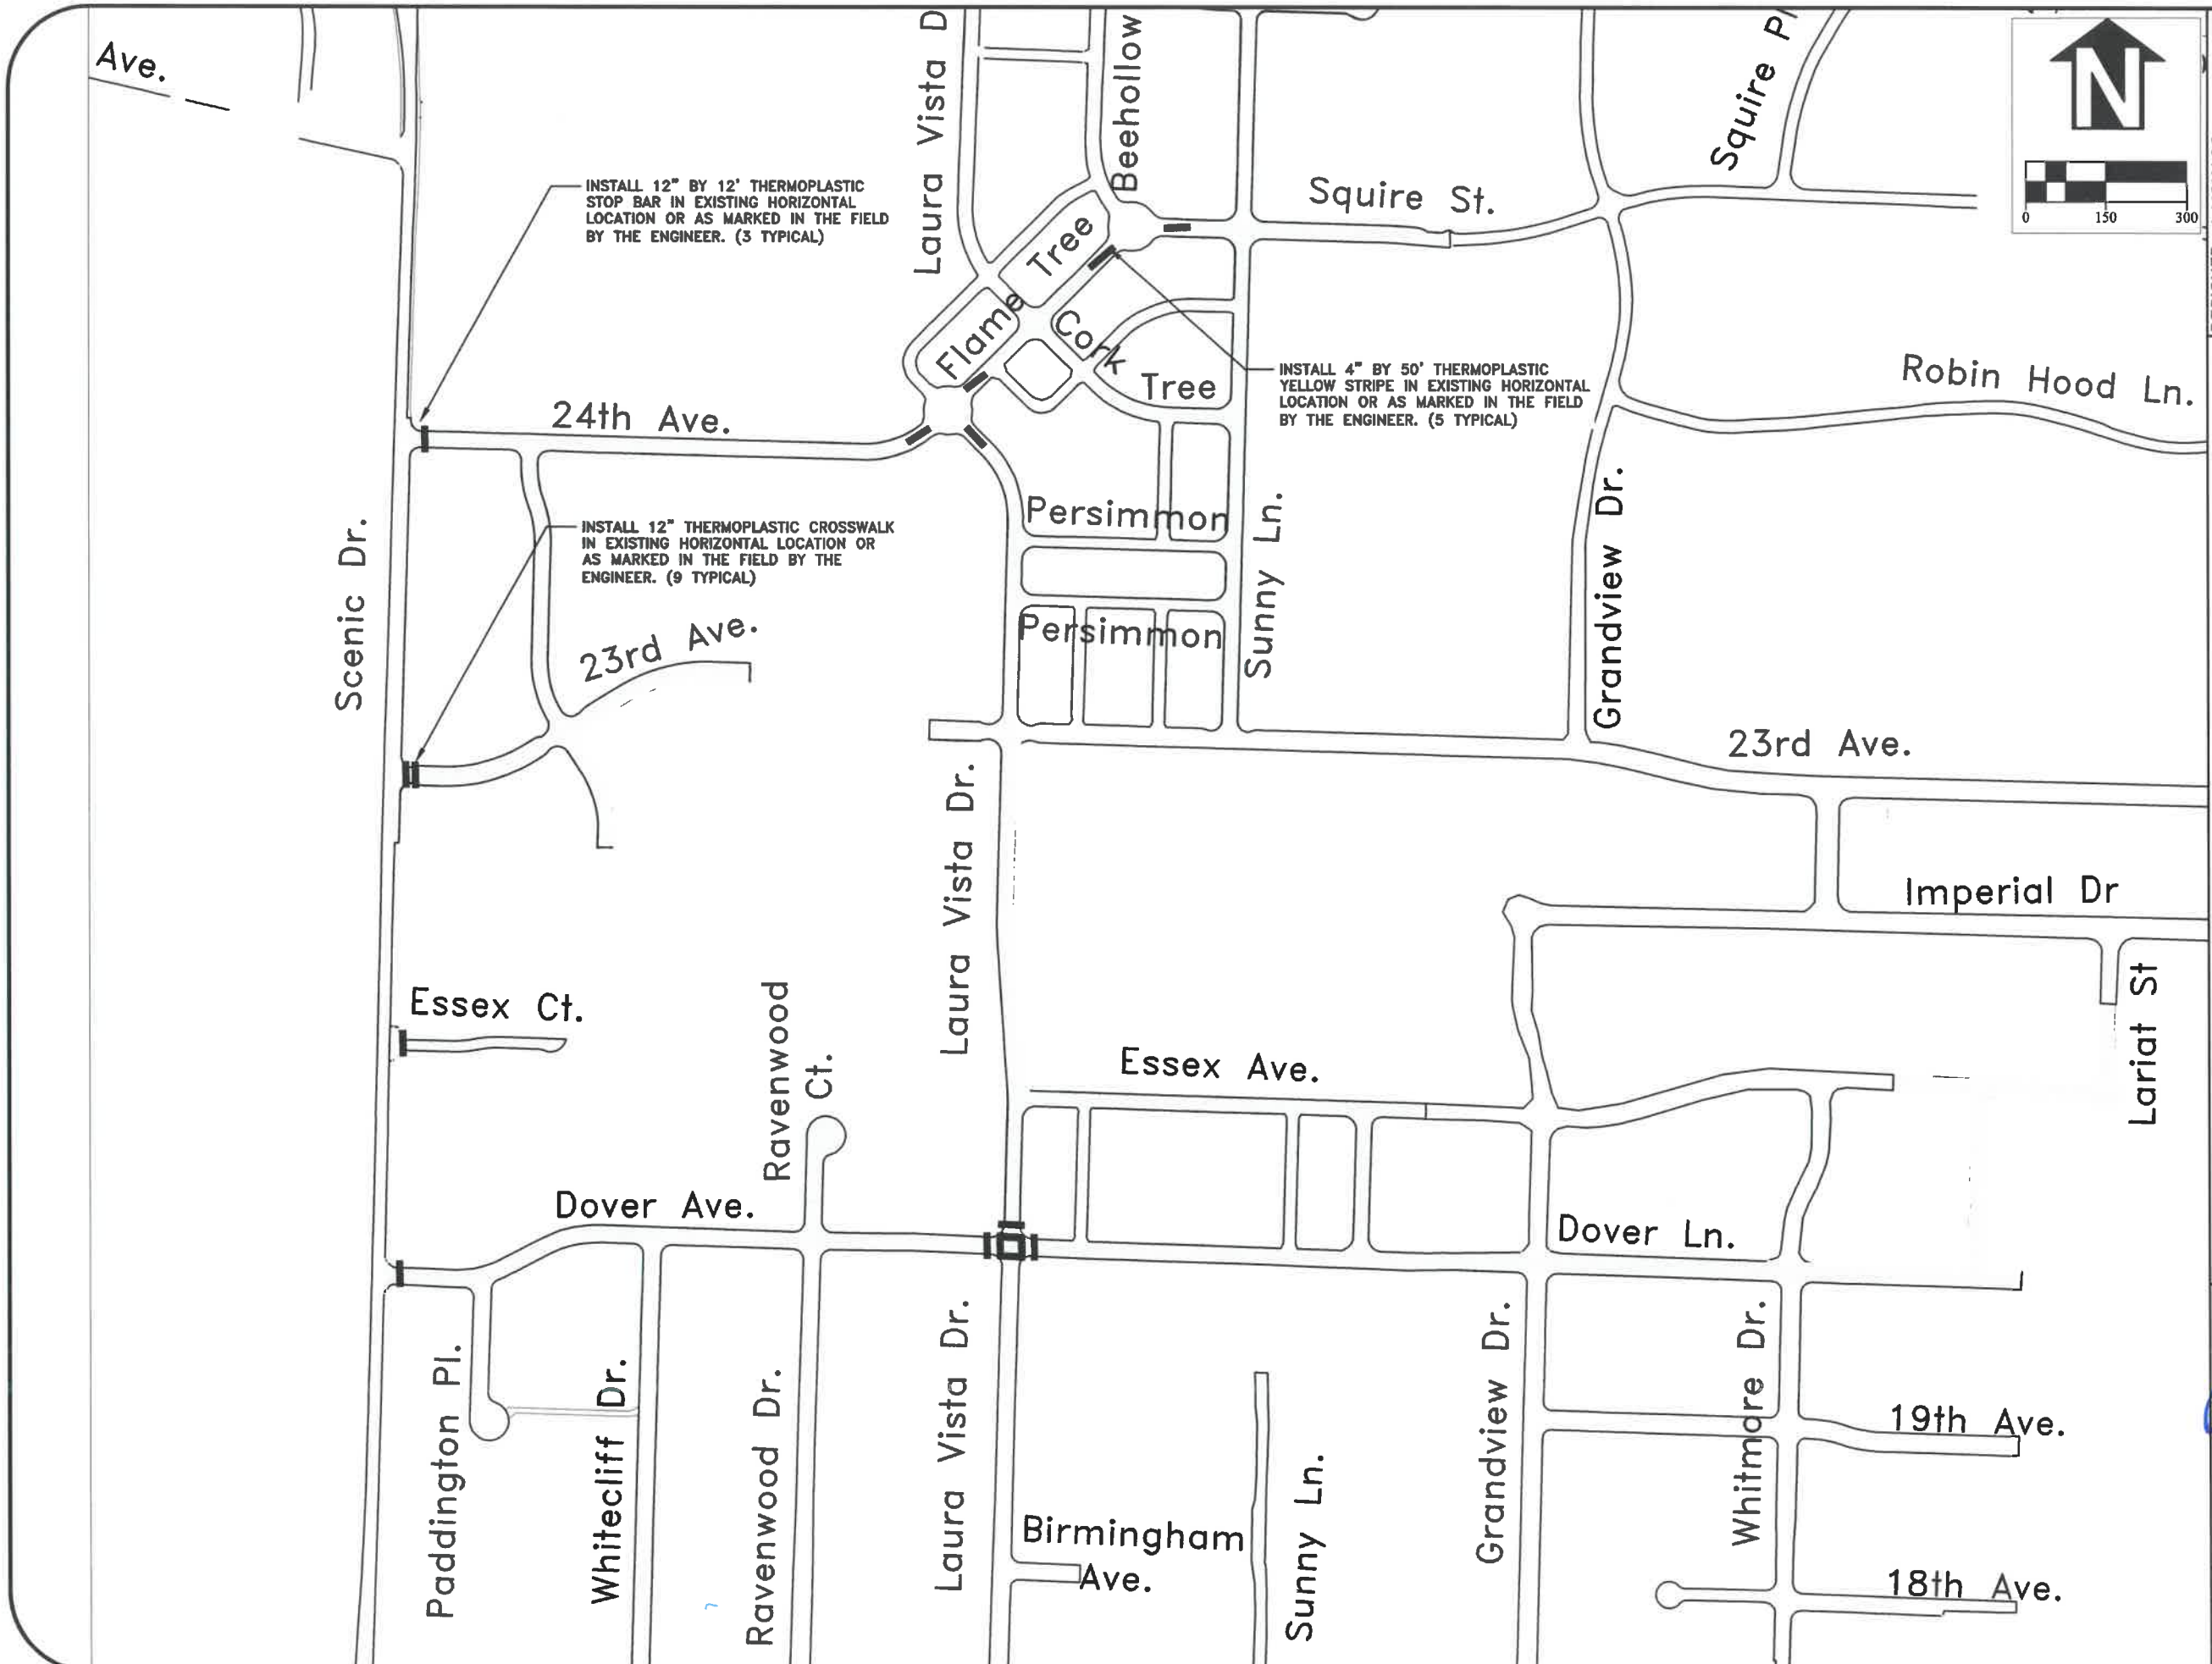 Ave.
Laura Vista D
Beehollow
Squire Pl
N
0 150 300
INSTALL 12" BY 12' THERMOPLASTIC
STOP BAR IN EXISTING HORIZONTAL
LOCATION OR AS MARKED IN THE FIELD
BY THE ENGINEER. (3 TYPICAL)
Squire St.
Tree
Flame
Cork
Tree
INSTALL 4" BY 50' THERMOPLASTIC
YELLOW STRIPE IN EXISTING HORIZONTAL
LOCATION OR AS MARKED IN THE FIELD
BY THE ENGINEER. (5 TYPICAL)
Robin Hood Ln.
24th Ave.
Persimmon
INSTALL 12" THERMOPLASTIC CROSSWALK
IN EXISTING HORIZONTAL LOCATION OR
AS MARKED IN THE FIELD BY THE
ENGINEER. (9 TYPICAL)
Scenic Dr.
Sunny Ln.
Grandview Dr.
23rd Ave.
Persimmon
23rd Ave.
Laura Vista Dr.
Laura Vista Dr.
Imperial Dr
Lariat St
Essex Ct.
Ravenwood
Ct.
Essex Ave.
Dover Ave.
Dover Ln.
Paddington Pl.
Whitecliff Dr.
Ravenwood Dr.
Laura Vista Dr.
Birmingham
Ave.
Sunny Ln.
Grandview Dr.
Whitmore Dr.
19th Ave.
18th Ave.